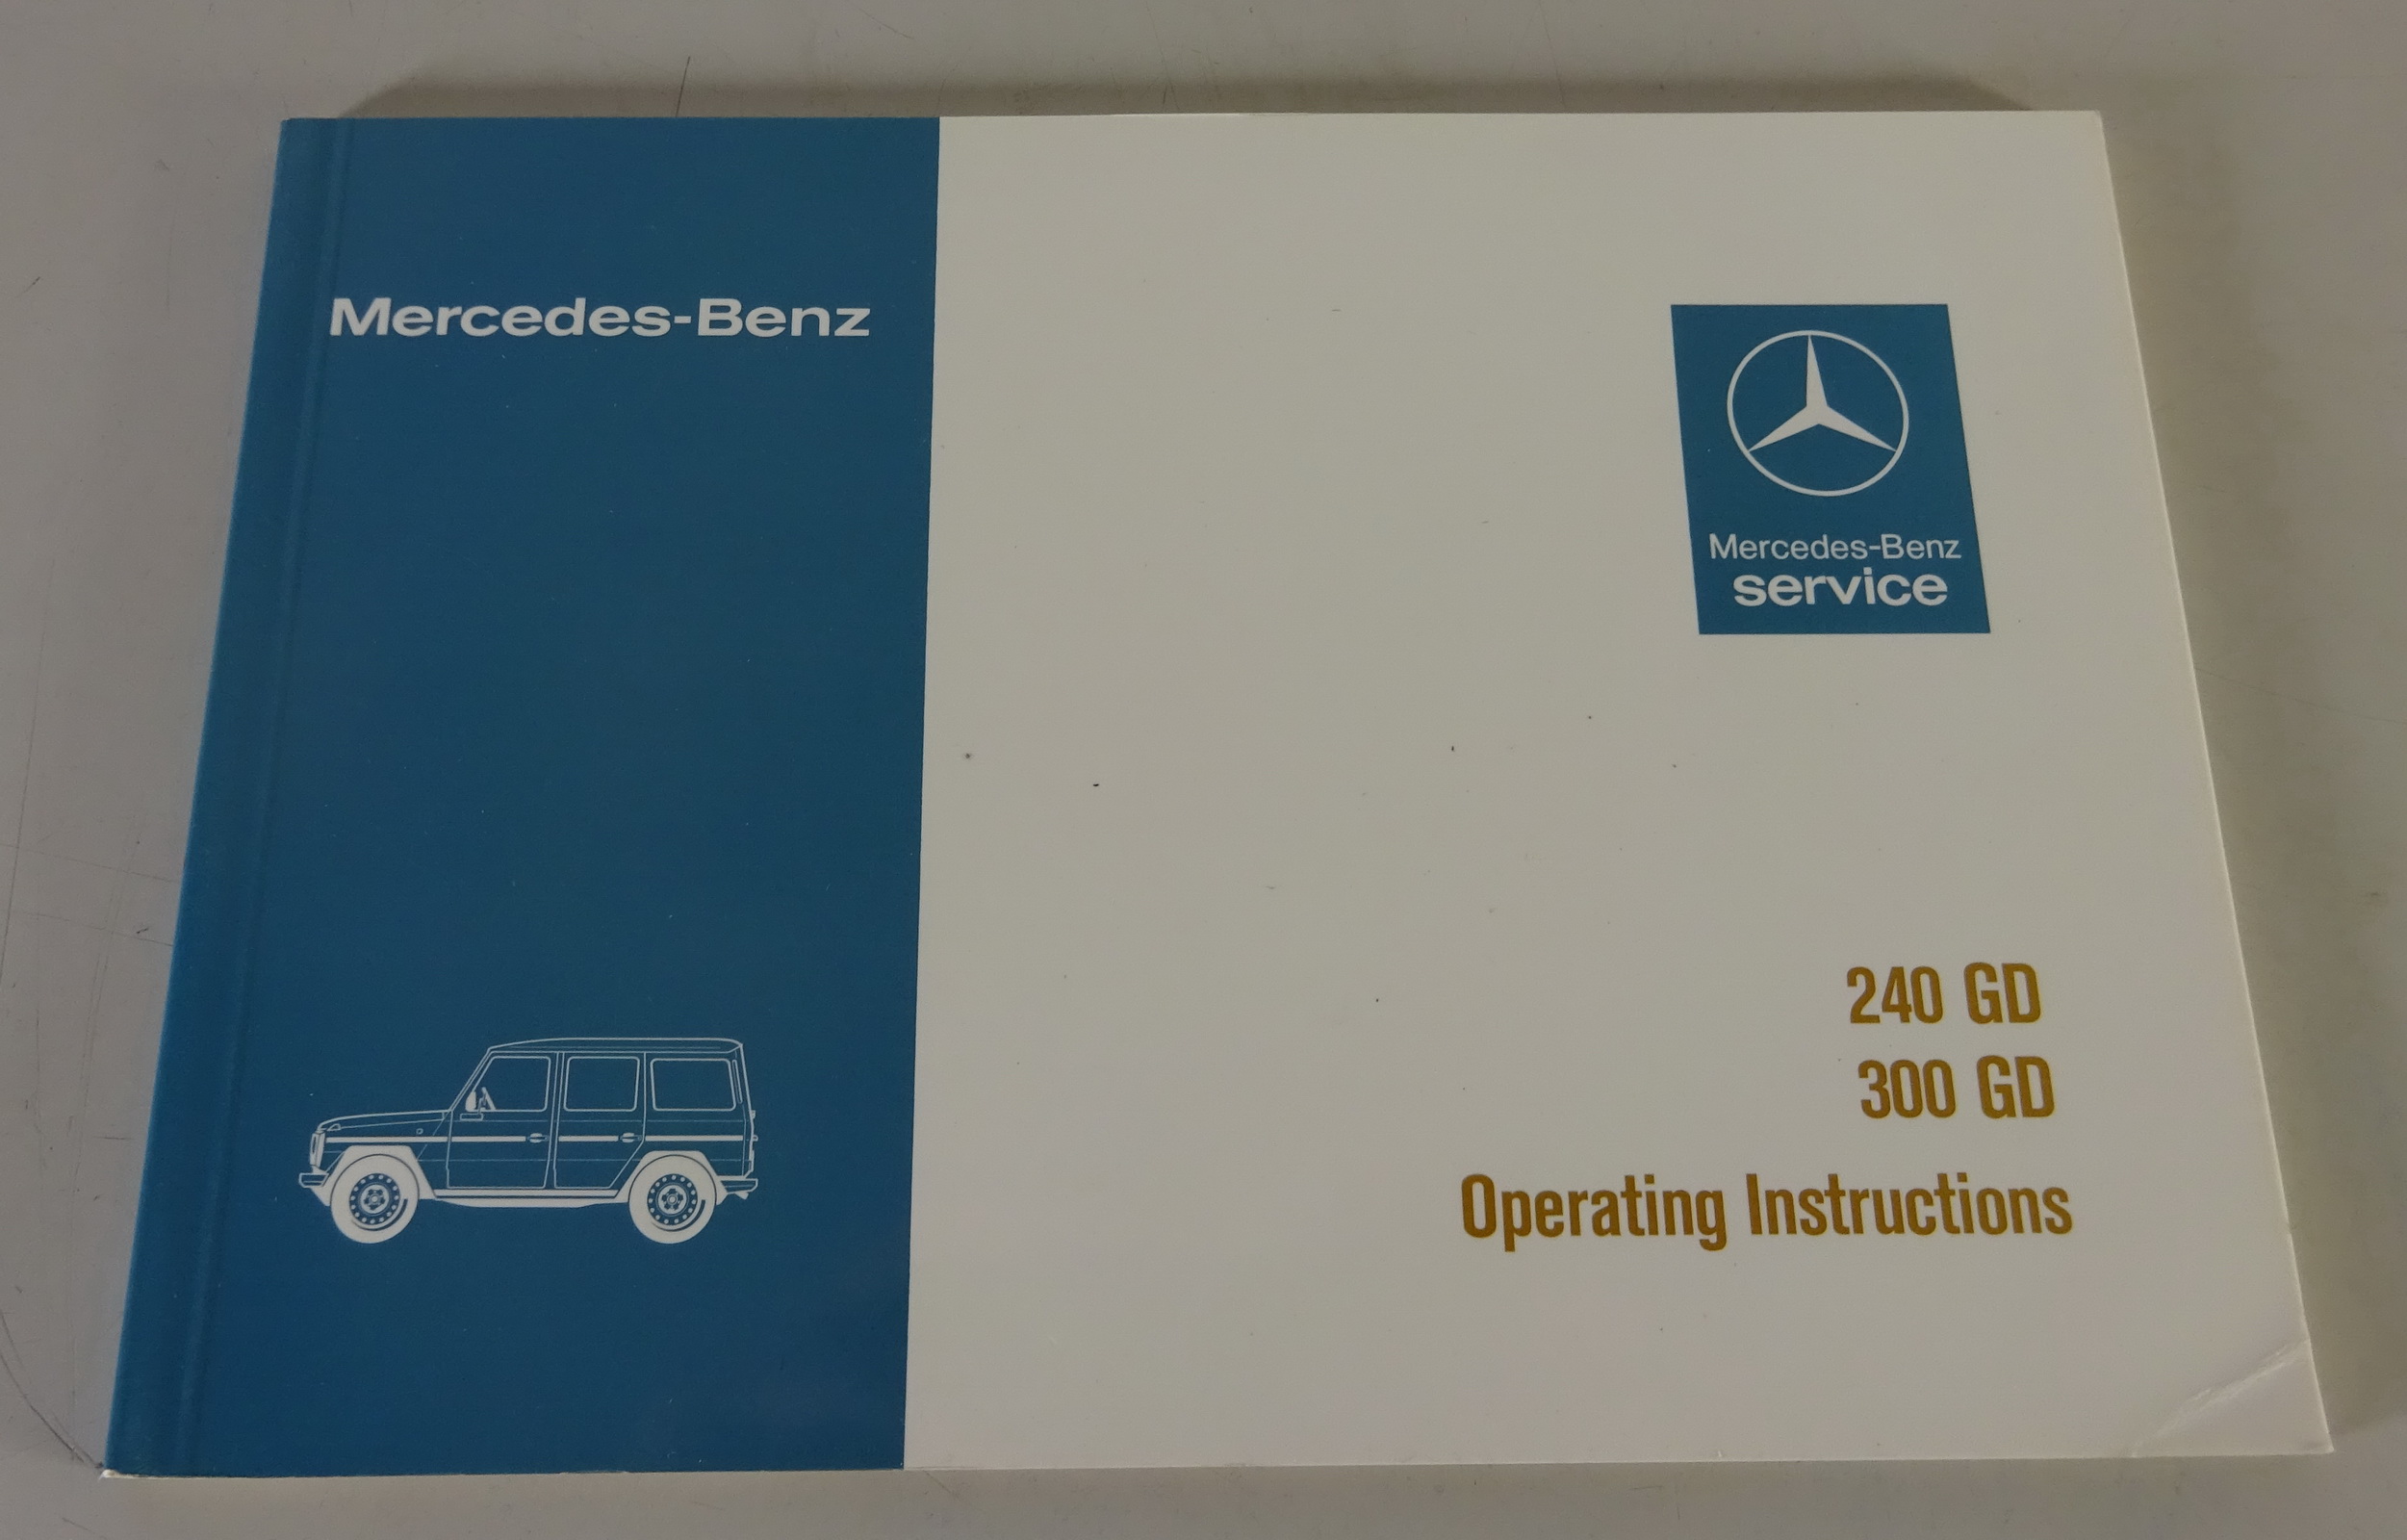 Mercedes-Benz
Mercedes-Benz
service
240 GD
300 GD
Operating Instructions